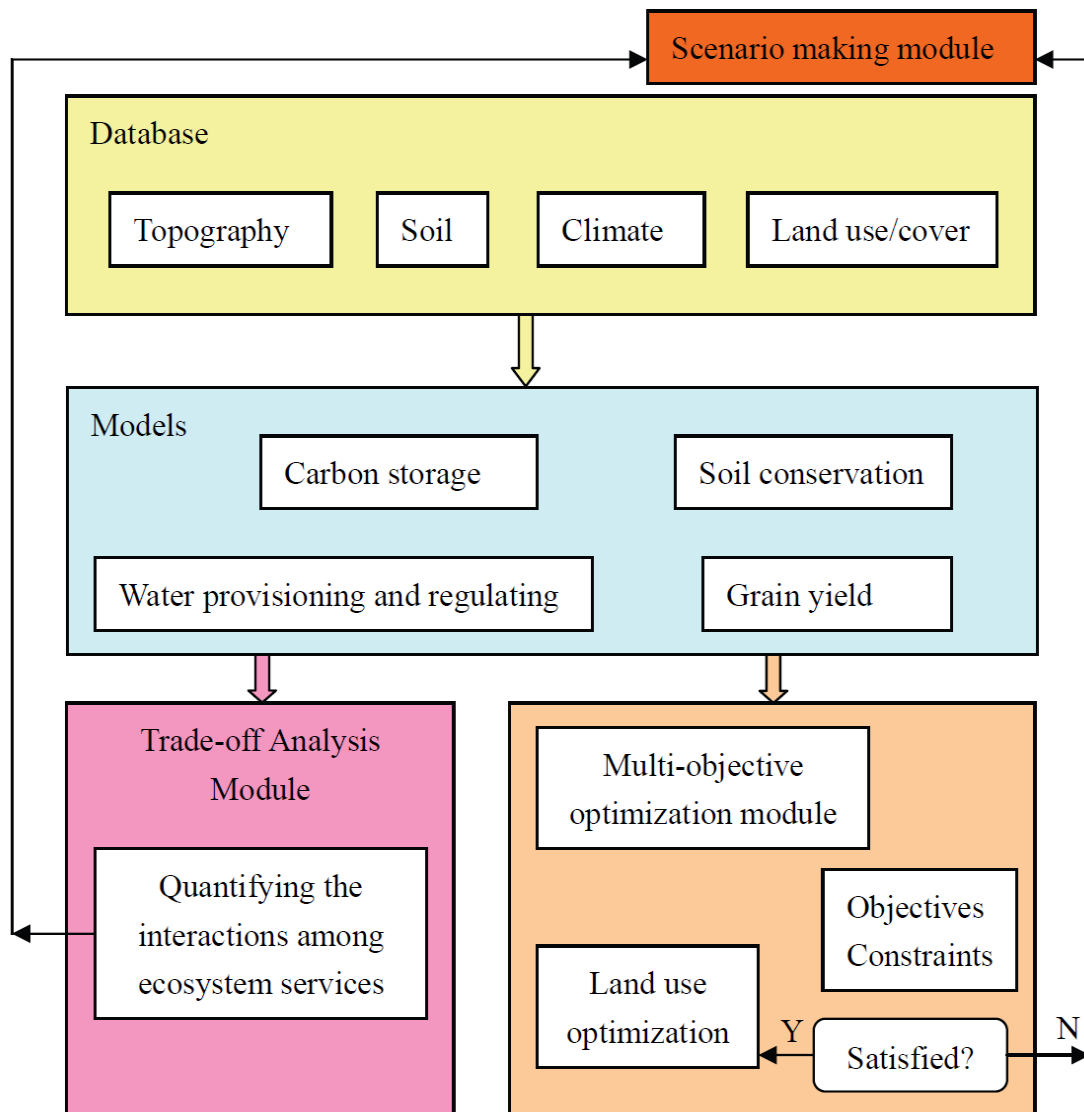 Scenario making module
Database
Topography
Soil
Climate
Land use/cover
Models
Carbon storage
Soil conservation
Water provisioning and regulating
Grain yield
Trade-off Analysis
Module
Quantifying the
interactions among
ecosystem services
Multi-objective
optimization module
Objectives
Constraints
Land use
optimization
Y
Satisfied?
N